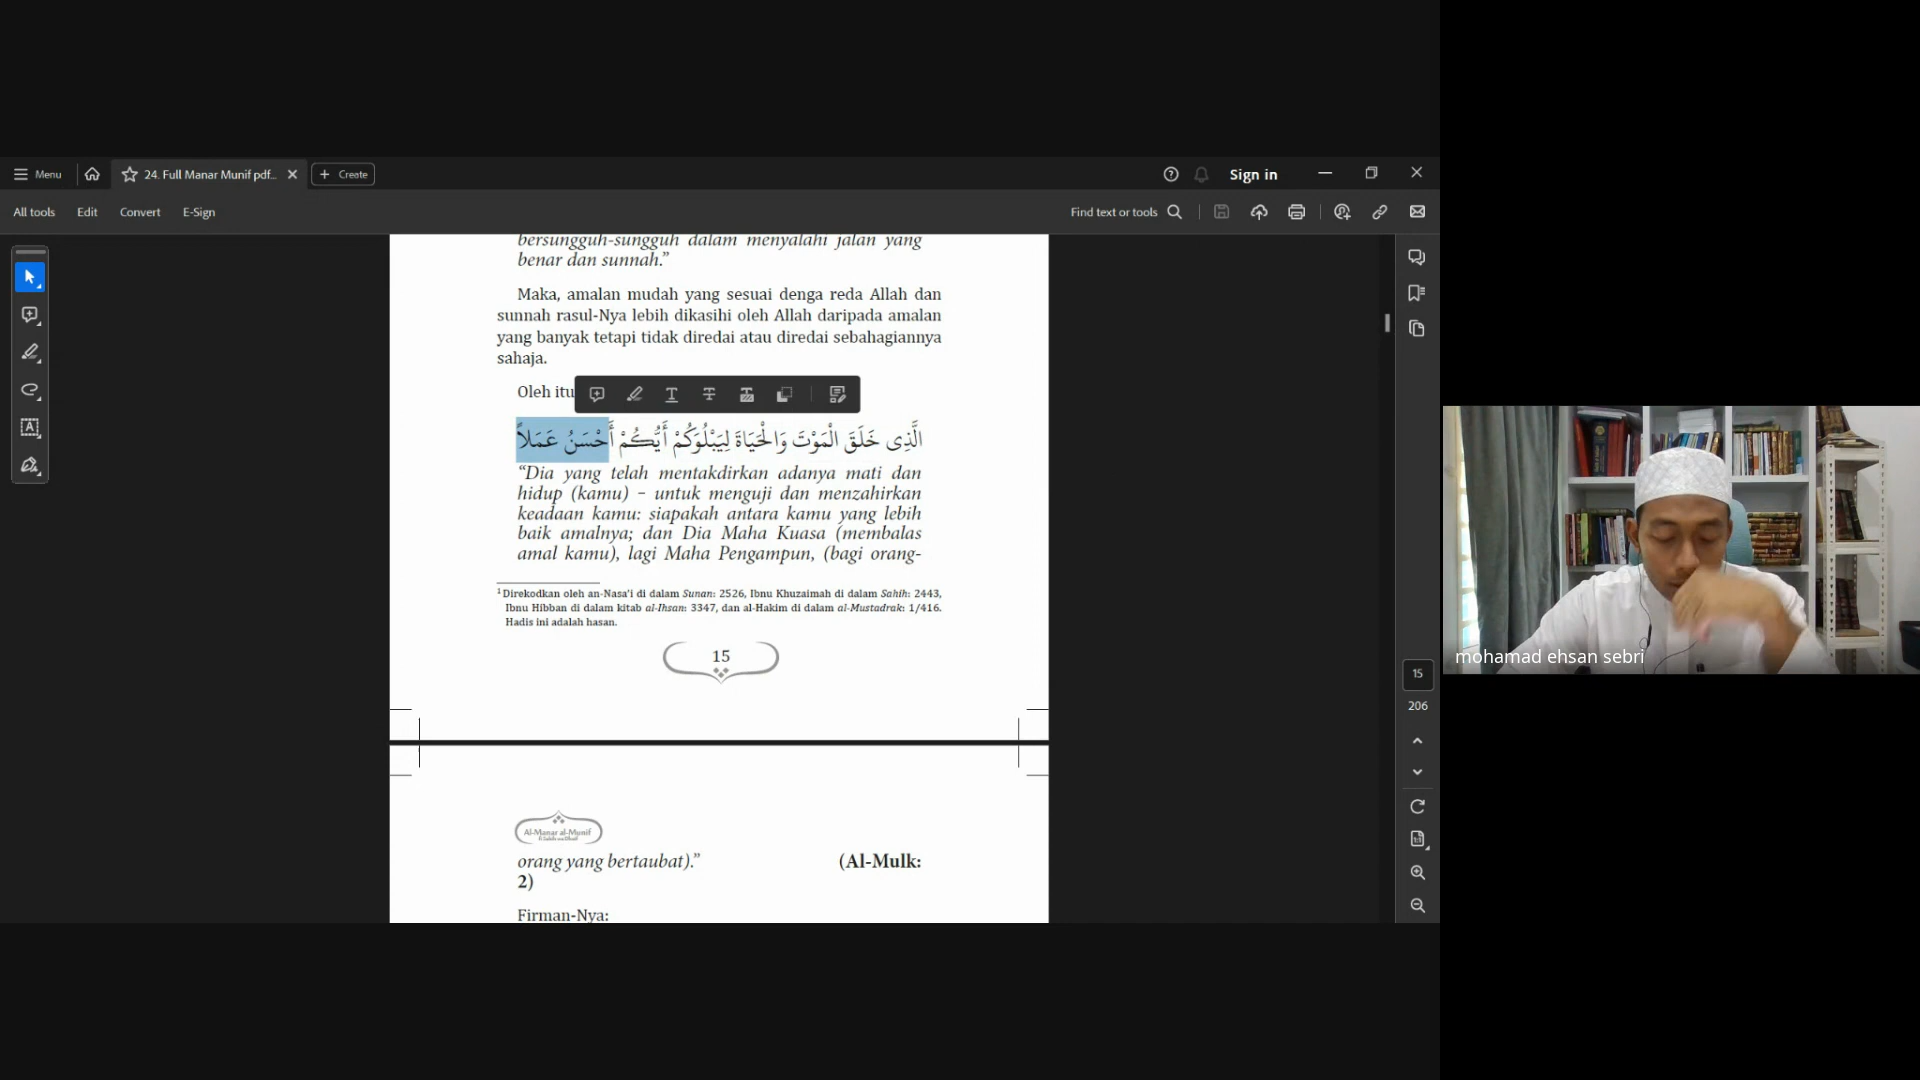 Menu
24. Full Manar Munif pdf...
Create
Sign in
All tools
Edit
Convert
E-Sign
Find text or tools
bersungguh-sungguh dalam menyalahi jalan yang
benar dan sunnah.”
Maka, amalan mudah yang sesuai denga reda Allah dan
sunnah rasul-Nya lebih dikasihi oleh Allah daripada amalan
yang banyak tetapi tidak diredai atau diredai sebahagiannya
sahaja.
Oleh itu
الَّذِى خَلَقَ الْمَوْتَ وَالْحَيَاةَ لِيَبْلُوَكُمْ أَيُّكُمْ أَحْسَنُ عَمَلاً
“Dia yang telah mentakdirkan adanya mati dan
hidup (kamu) – untuk menguji dan menzahirkan
keadaan kamu: siapakah antara kamu yang lebih
baik amalnya; dan Dia Maha Kuasa (membalas
amal kamu), lagi Maha Pengampun, (bagi orang-
1 Direkodkan oleh an-Nasa’i di dalam Sunan: 2526, Ibnu Khuzaimah di dalam Sahih: 2443,
Ibnu Hibban di dalam kitab al-Ihsan: 3347, dan al-Hakim di dalam al-Mustadrak: 1/416.
Hadis ini adalah hasan.
15
Al-Manar al-Munif
orang yang bertaubat).” (Al-Mulk:
2)
Firman-Nya:
15
206
mohamad ehsan sebri